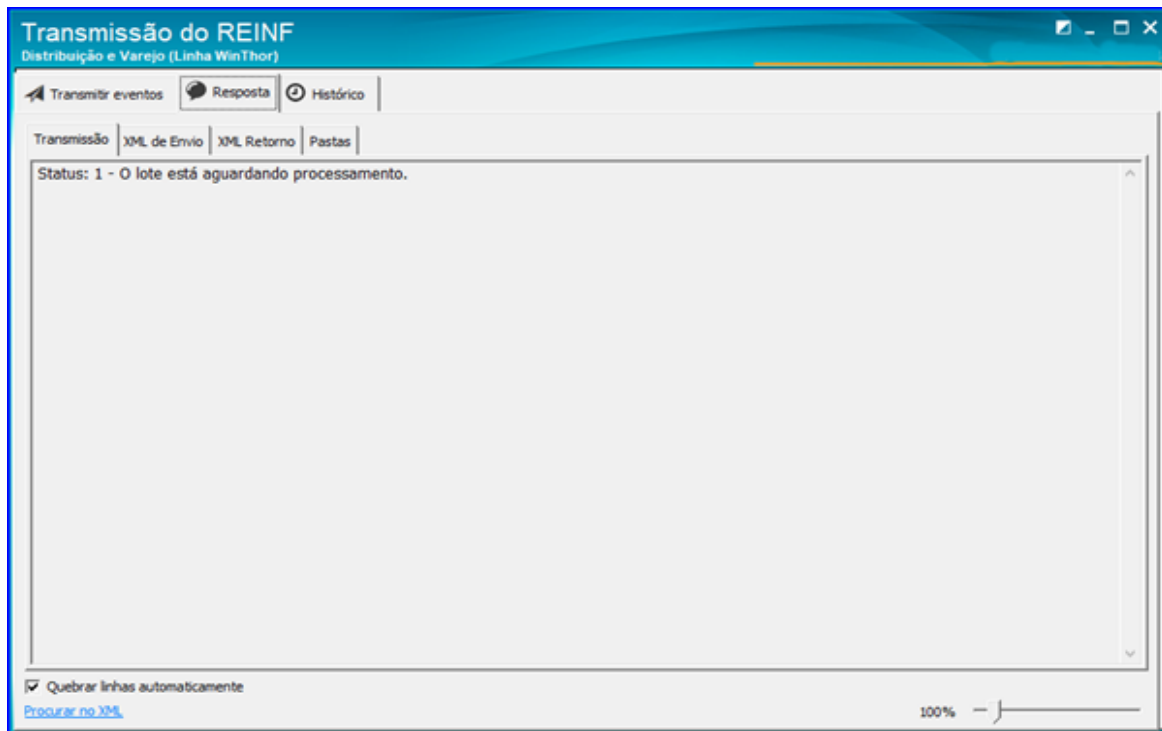 Transmissão do REINF
Distribuição e Varejo (Linha WinThor)
Transmitir eventos Resposta Histórico
Transmissão XML de Envio XML Retorno Pastas
Status: 1 - O lote está aguardando processamento.
Quebrar linhas automaticamente
Procurar no XML
100%